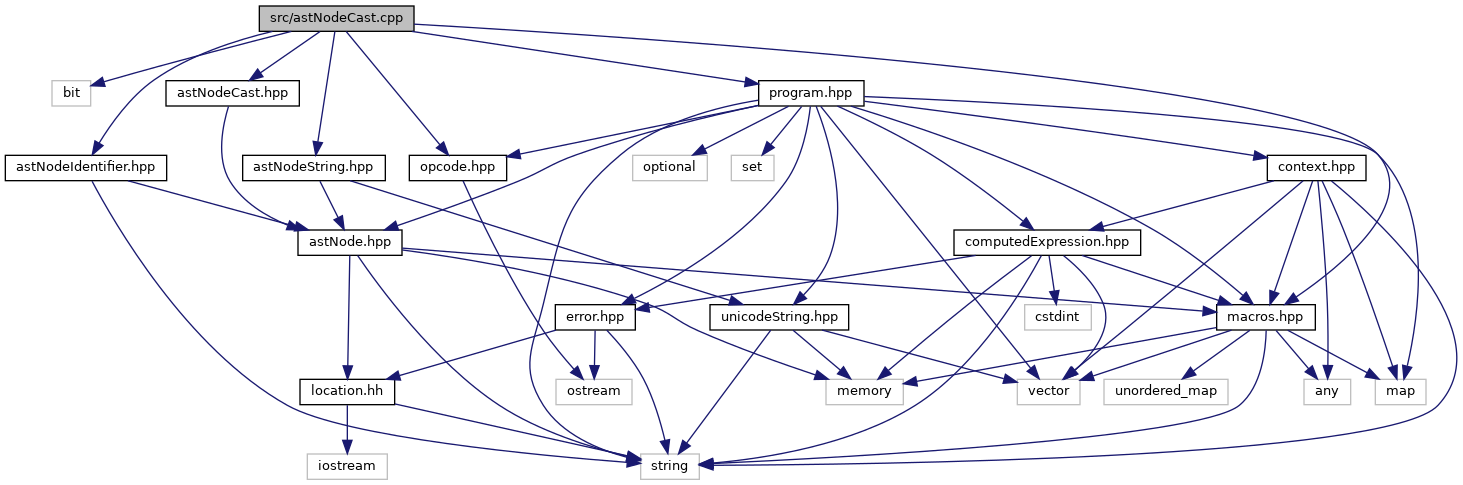 src/astNodeCast.cpp
bit
astNodeCast.hpp
program.hpp
astNodeIdentifier.hpp
astNodeString.hpp
opcode.hpp
optional
set
context.hpp
astNode.hpp
computedExpression.hpp
error.hpp
unicodeString.hpp
cstdint
macros.hpp
location.hh
ostream
memory
vector
unordered_map
any
map
iostream
string